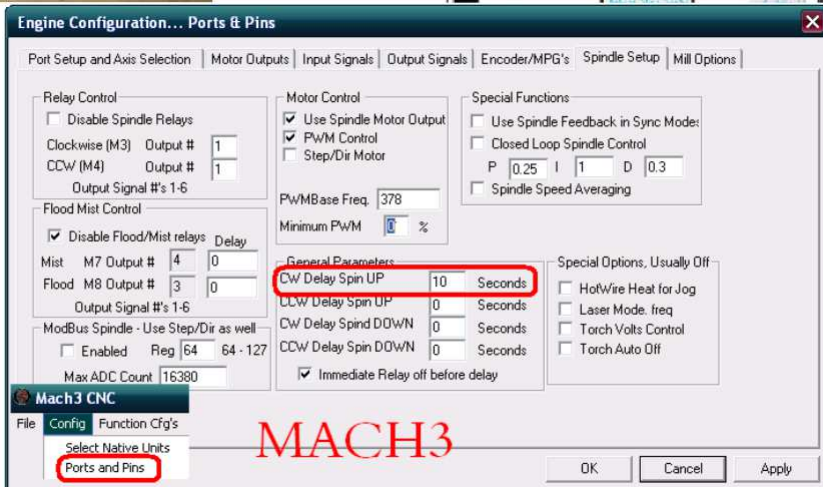 Engine Configuration... Ports & Pins
Port Setup and Axis Selection Motor Outputs Input Signals Output Signals Encoder/MPG's Spindle Setup Mill Options
Relay Control
Disable Spindle Relays
Clockwise (M3) Output # 1
CCW (M4) Output # 1
Output Signal #'s 1-6
Flood Mist Control
Disable Flood/Mist relays Delay
Mist M7 Output # 4 0
Flood M8 Output # 3 0
Output Signal #'s 1-6
ModBus Spindle - Use Step/Dir as well
Enabled Reg 64 64 - 127
Max ADC Count 16380
Motor Control
Use Spindle Motor Output
PWM Control
Step/Dir Motor
PWMBase Freq. 378
Minimum PWM 0 %
General Parameters
CW Delay Spin UP 10 Seconds
CCW Delay Spin UP 0 Seconds
CW Delay Spind DOWN 0 Seconds
CCW Delay Spin DOWN 0 Seconds
Immediate Relay off before delay
Special Functions
Use Spindle Feedback in Sync Modes
Closed Loop Spindle Control
P 0.25 I 1 D 0.3
Spindle Speed Averaging
Special Options, Usually Off
HotWire Heat for Jog
Laser Mode. freq
Torch Volts Control
Torch Auto Off
Mach3 CNC
File Config Function Cfg's
Select Native Units
Ports and Pins
MACH3
OK Cancel Apply